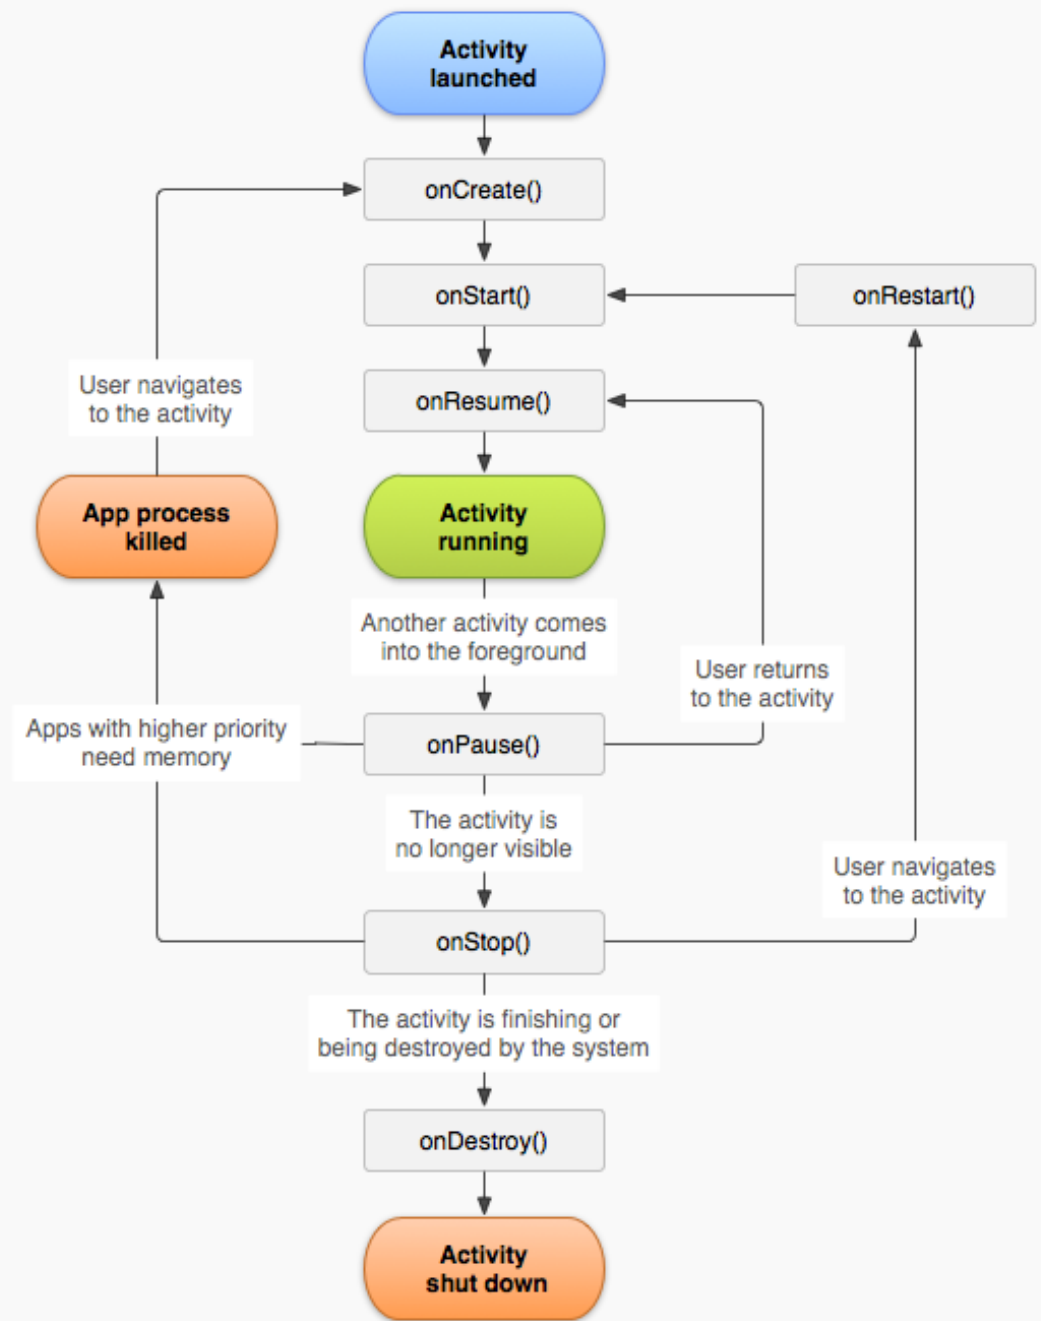 Activity
launched
onCreate()
onStart()
onRestart()
User navigates
to the activity
onResume()
App process
killed
Activity
running
Another activity comes
into the foreground
User returns
to the activity
Apps with higher priority
need memory
onPause()
The activity is
no longer visible
User navigates
to the activity
onStop()
The activity is finishing or
being destroyed by the system
onDestroy()
Activity
shut down